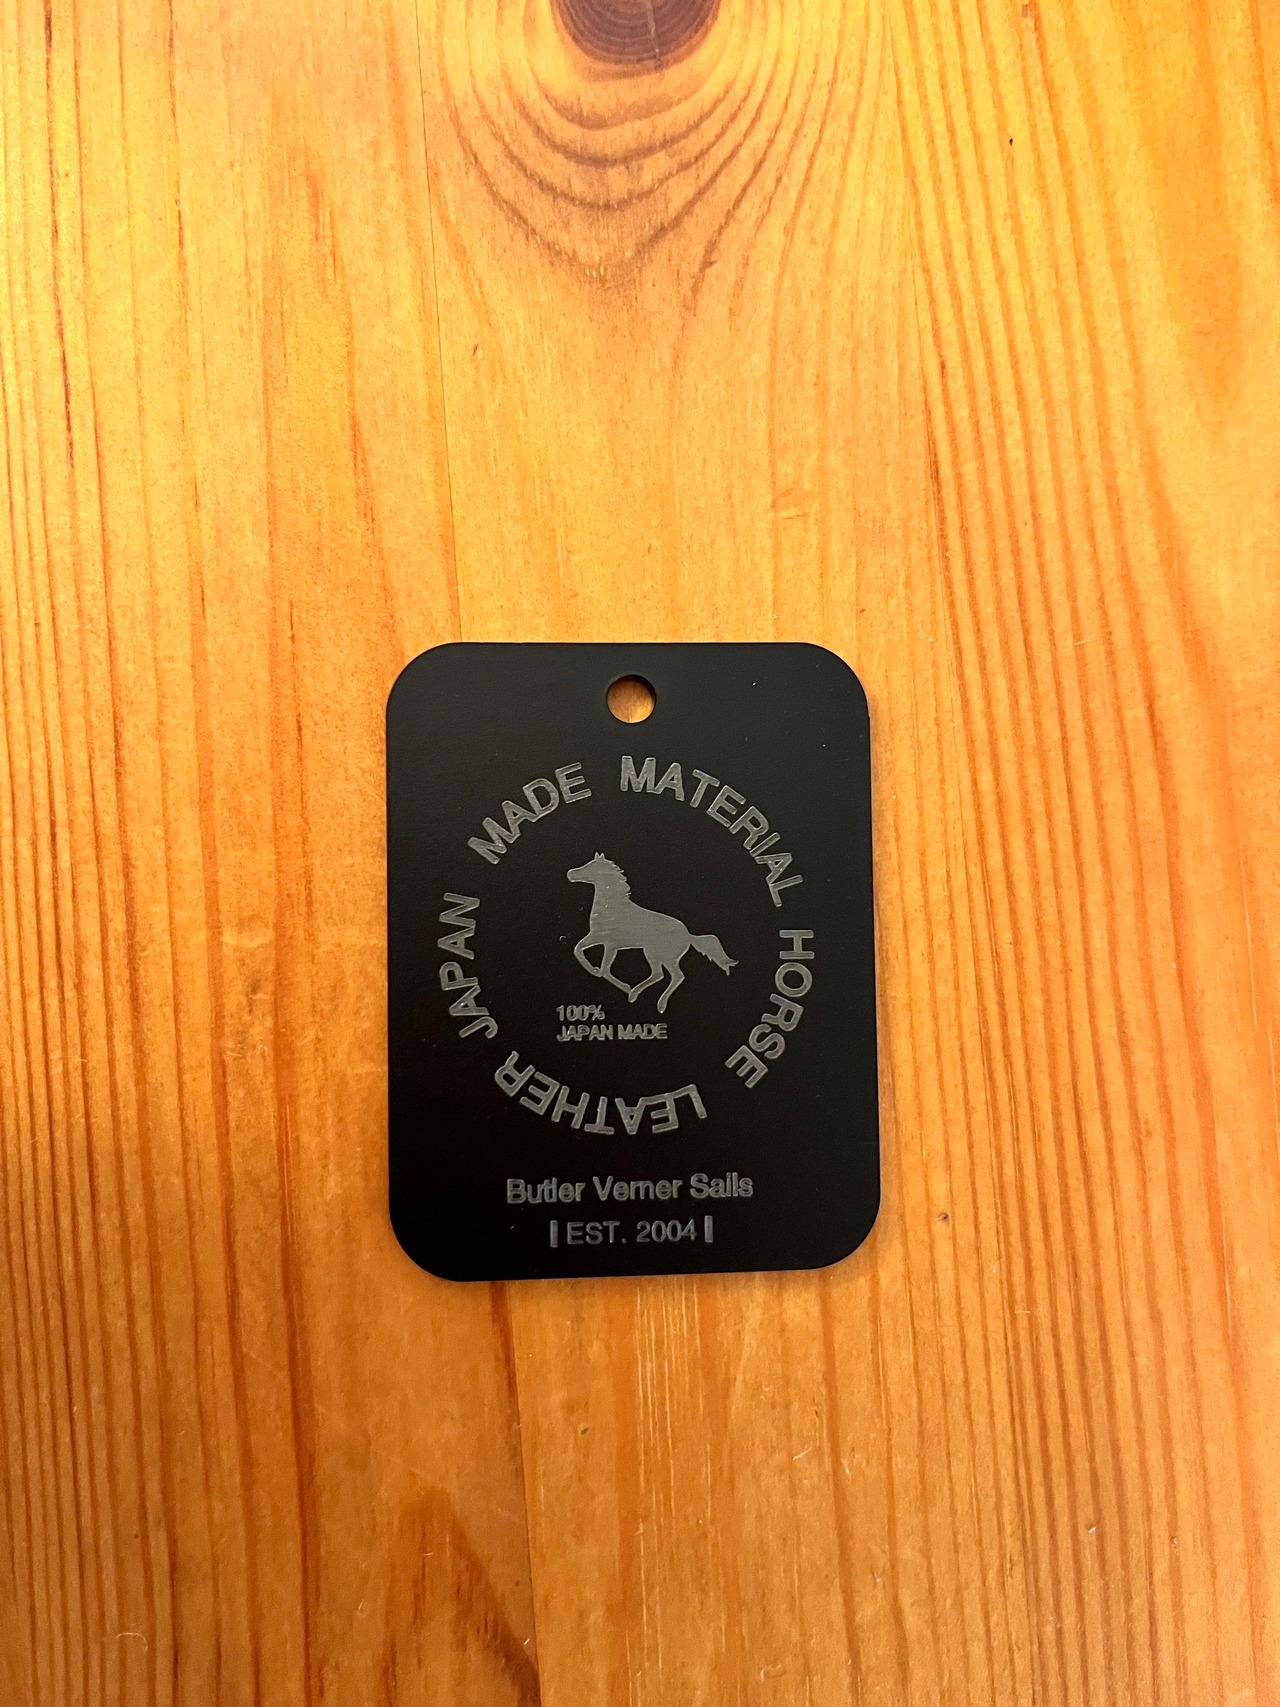 JAPAN MADE MATERIAL HORSE LEATHER
100%
JAPAN MADE
Butler Verner Sails
EST. 2004